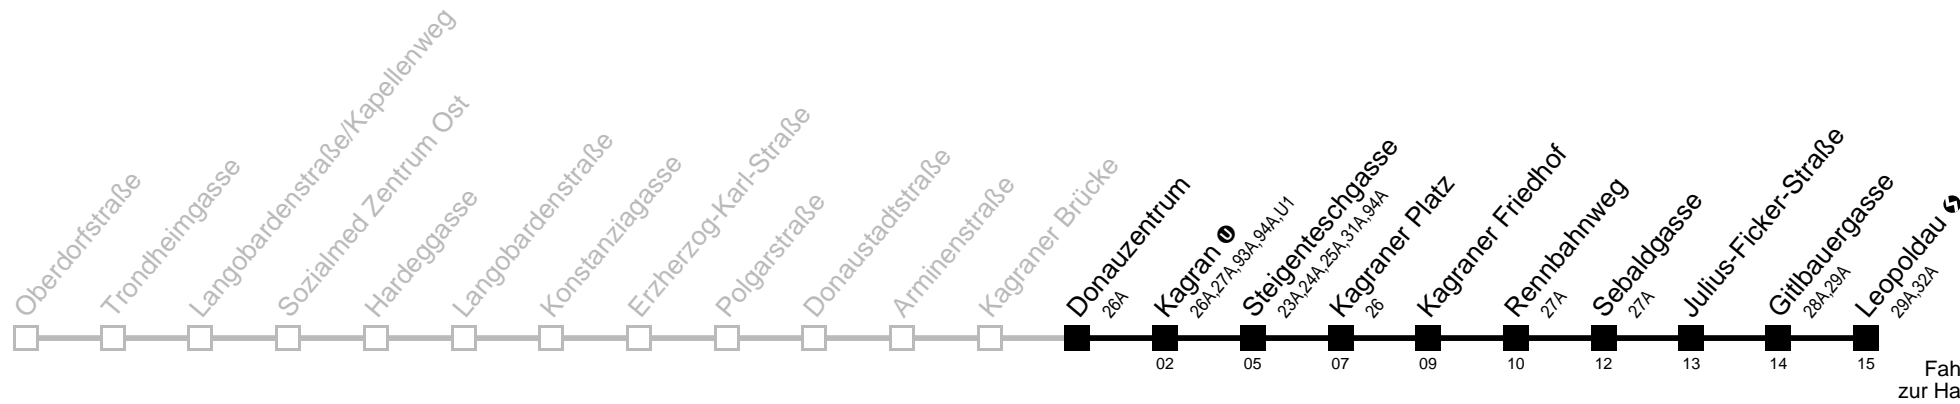 Oberdorfstraße
Trondheimgasse
Langobardenstraße/Kapellenweg
Sozialmed Zentrum Ost
Hardeggasse
Langobardenstraße
Konstanziagasse
Erzherzog-Karl-Straße
Polgarstraße
Donaustadtstraße
Arminenstraße
Kagraner Brücke
Donauzentrum
26A
Kagran U
26A,27A,93A,94A,U1
Steigenteschgasse
23A,24A,25A,31A,94A
Kagraner Platz
26
Kagraner Friedhof
Rennbahnweg
27A
Sebaldgasse
27A
Julius-Ficker-Straße
Gitlbauergasse
28A,29A
Leopoldau
29A,32A
02 05 07 09 10 12 13 14 15
Fah
zur Ha